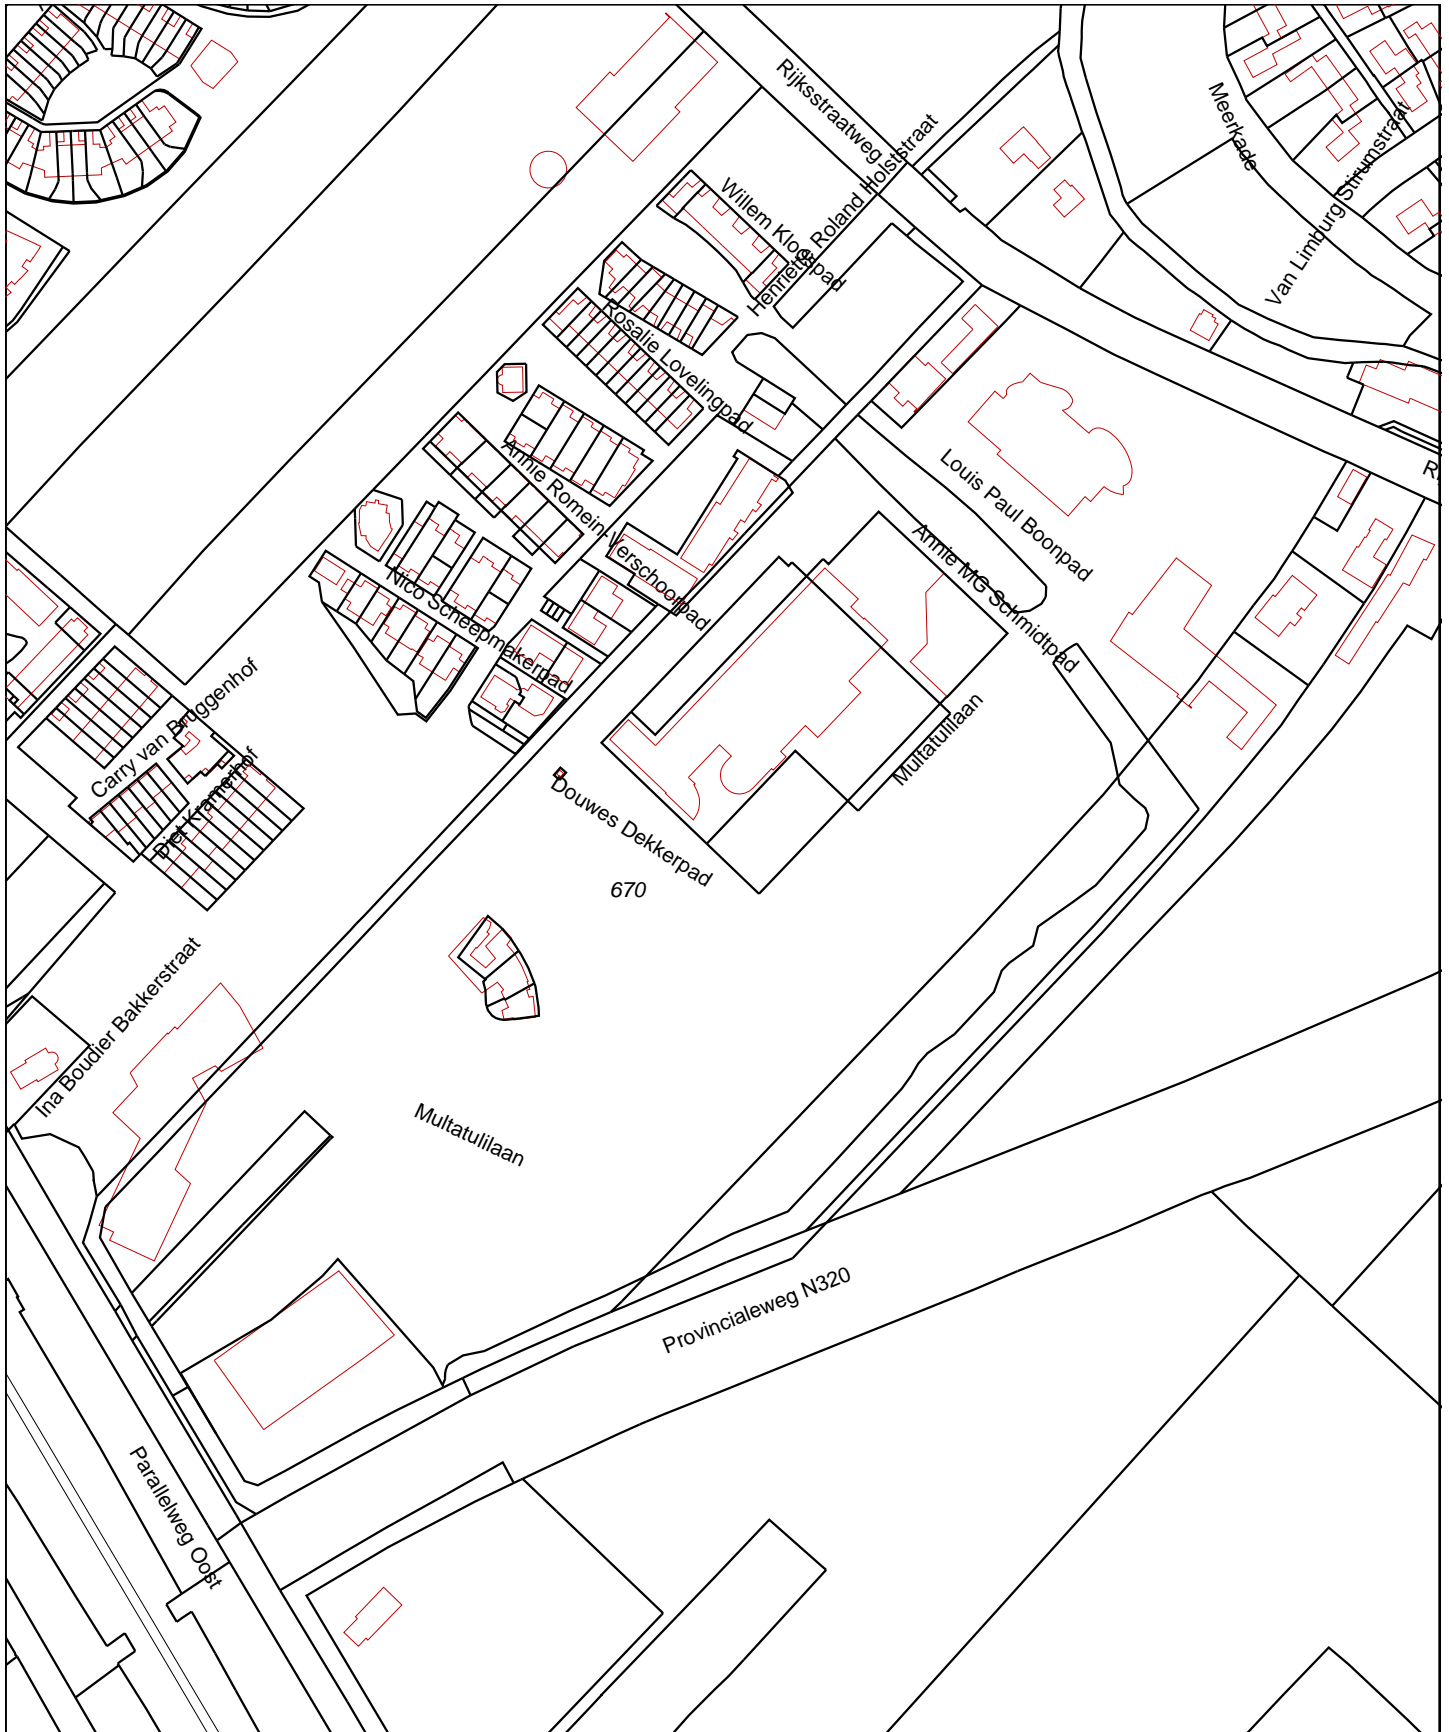 Rijksstraatweg
Meerkade
Van Limburg Stirumstraat
Willem Kloospad
Henriette Roland Holststraat
Rosalie Lovelingpad
Annie Romein-Verschoorpad
Louis Paul Boonpad
R
Annie MG Schmidtpad
Nico Scheepmakerpad
Carry van Bruggenhof
Diet Kramerhof
Multatulilaan
Douwes Dekkerpad
670
Ina Boudier Bakkerstraat
Multatulilaan
Provincialeweg N320
Parallelweg Oost